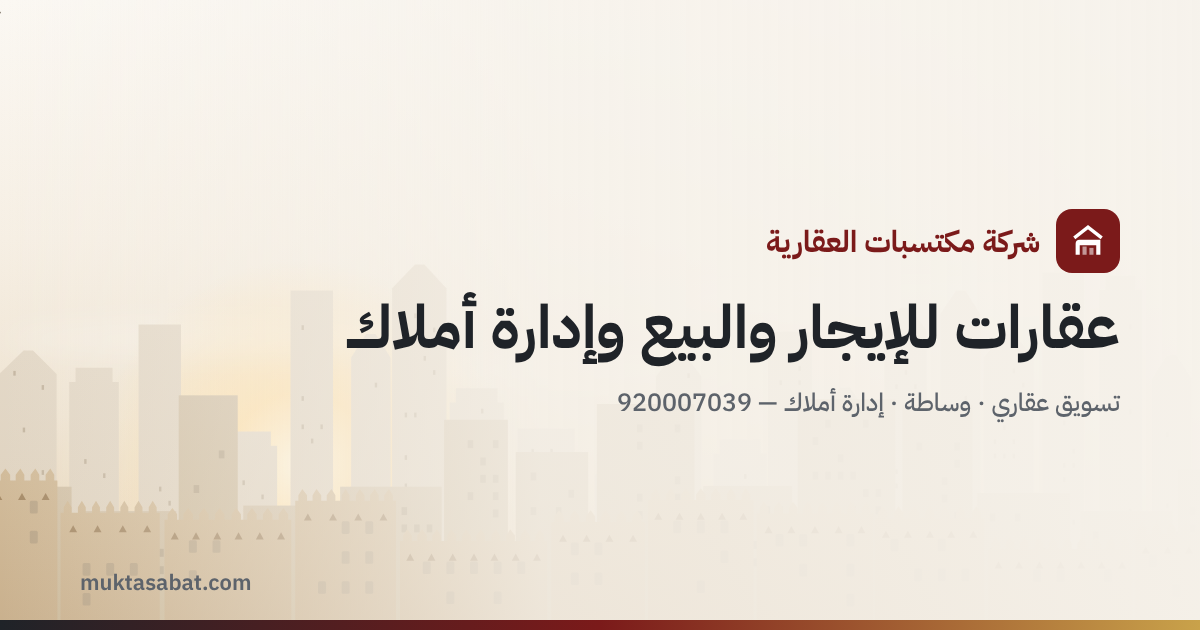 شركة مكتسبات العقارية
عقارات للإيجار والبيع وإدارة أملاك
تسويق عقاري · وساطة · إدارة أملاك — 920007039
muktasabat.com